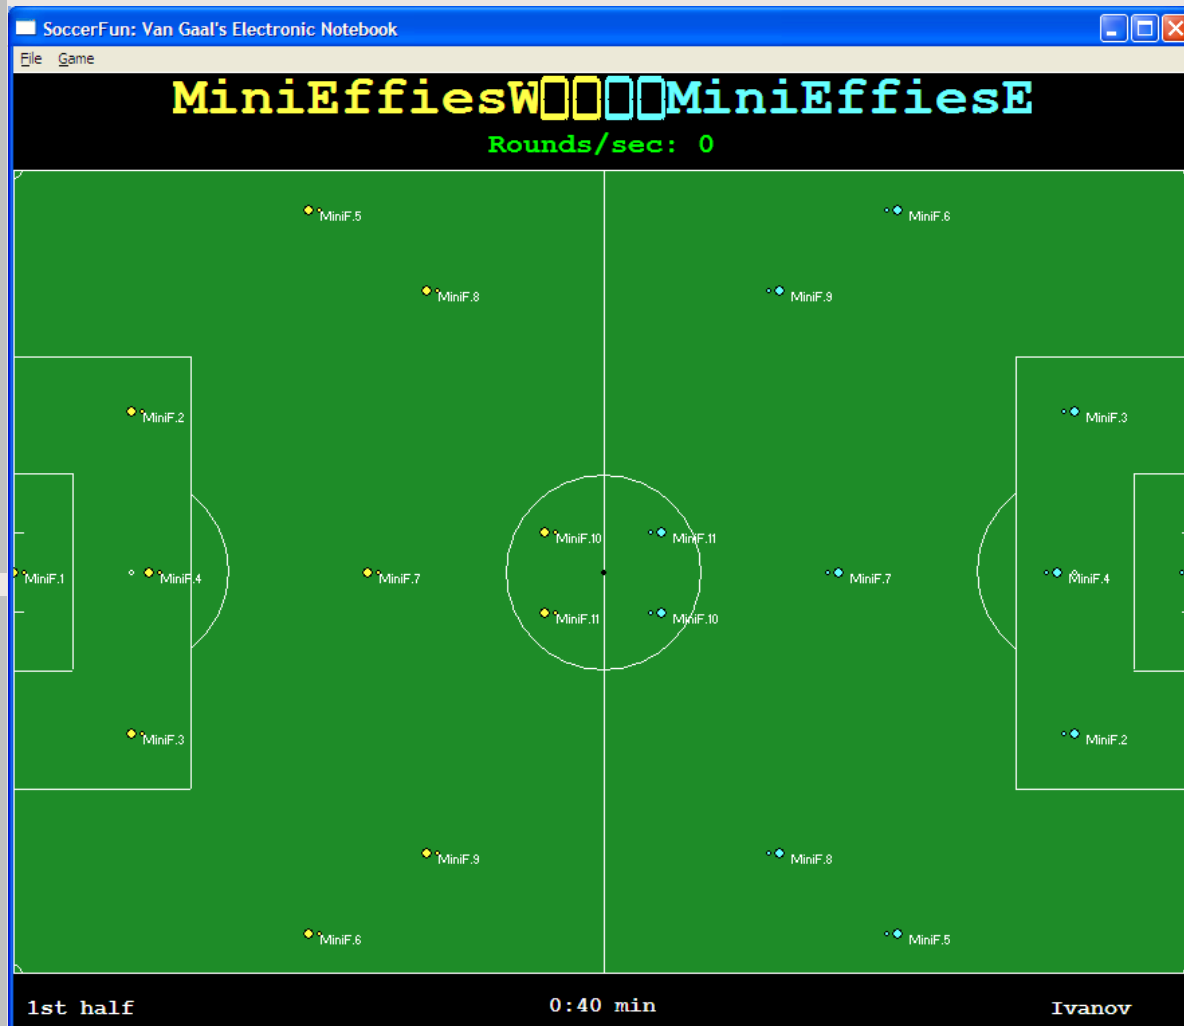 SoccerFun: Van Gaal's Electronic Notebook
File Game
MiniEffiesW▯▯▯▯MiniEffiesE
Rounds/sec: 0
MiniF.5 MiniF.6
MiniF.8 MiniF.9
MiniF.2 MiniF.3
MiniF.10 MiniF.11
MiniF.1 MiniF.4 MiniF.7 MiniF.7 MiniF.4
MiniF.11 MiniF.10
MiniF.3 MiniF.2
MiniF.9 MiniF.8
MiniF.6 MiniF.5
1st half 0:40 min Ivanov